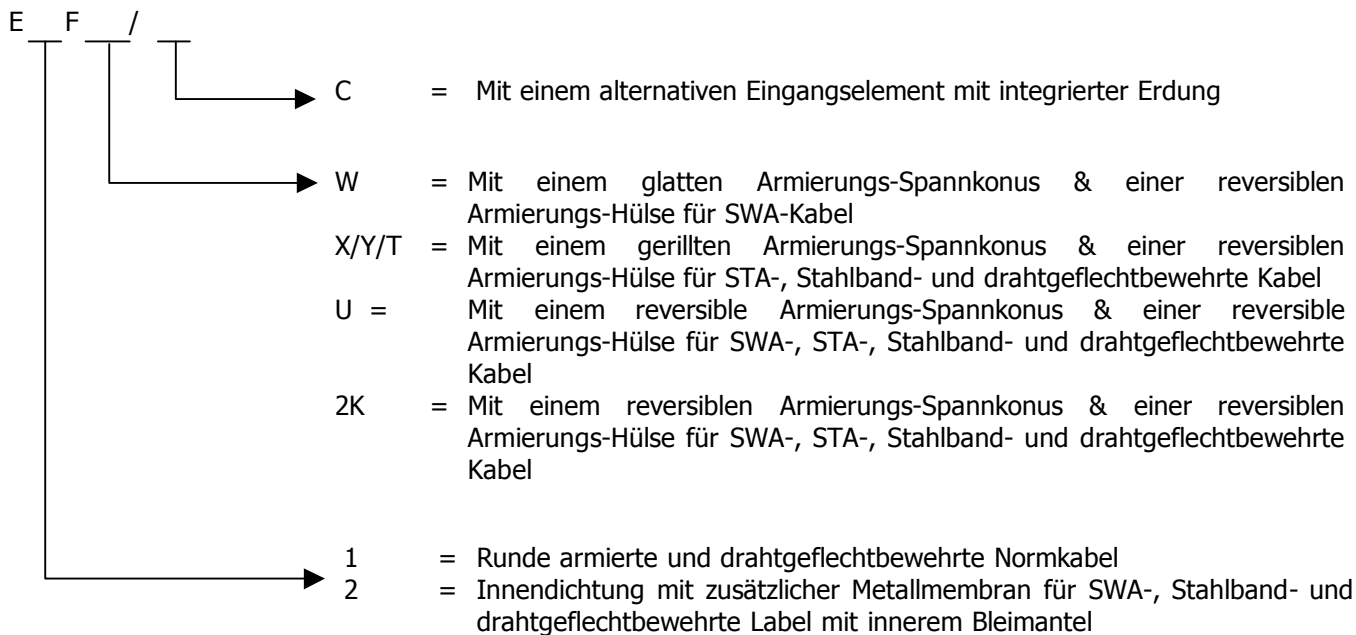 E __ F __ / __
C = Mit einem alternativen Eingangselement mit integrierter Erdung
W = Mit einem glatten Armierungs-Spannkonus & einer reversiblen
Armierungs-Hülse für SWA-Kabel
X/Y/T = Mit einem gerillten Armierungs-Spannkonus & einer reversiblen
Armierungs-Hülse für STA-, Stahlband- und drahtgeflechtbewehrte Kabel
U = Mit einem reversible Armierungs-Spannkonus & einer reversible
Armierungs-Hülse für SWA-, STA-, Stahlband- und drahtgeflechtbewehrte
Kabel
2K = Mit einem reversiblen Armierungs-Spannkonus & einer reversiblen
Armierungs-Hülse für SWA-, STA-, Stahlband- und drahtgeflechtbewehrte
Kabel
1 = Runde armierte und drahtgeflechtbewehrte Normkabel
2 = Innendichtung mit zusätzlicher Metallmembran für SWA-, Stahlband- und
drahtgeflechtbewehrte Label mit innerem Bleimantel